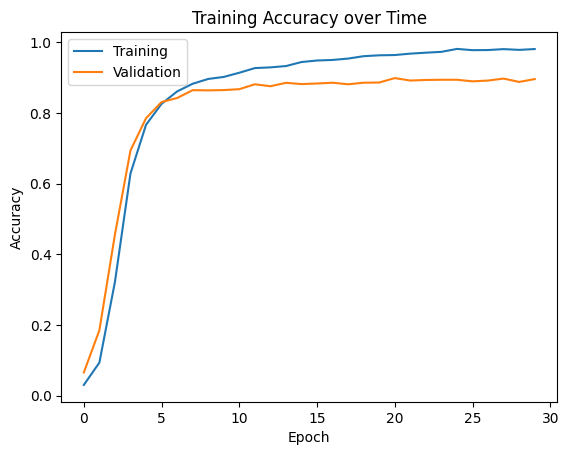 Training Accuracy over Time
Training
Validation
1.0
0.8
0.6
0.4
0.2
0.0
Accuracy
0 5 10 15 20 25 30
Epoch